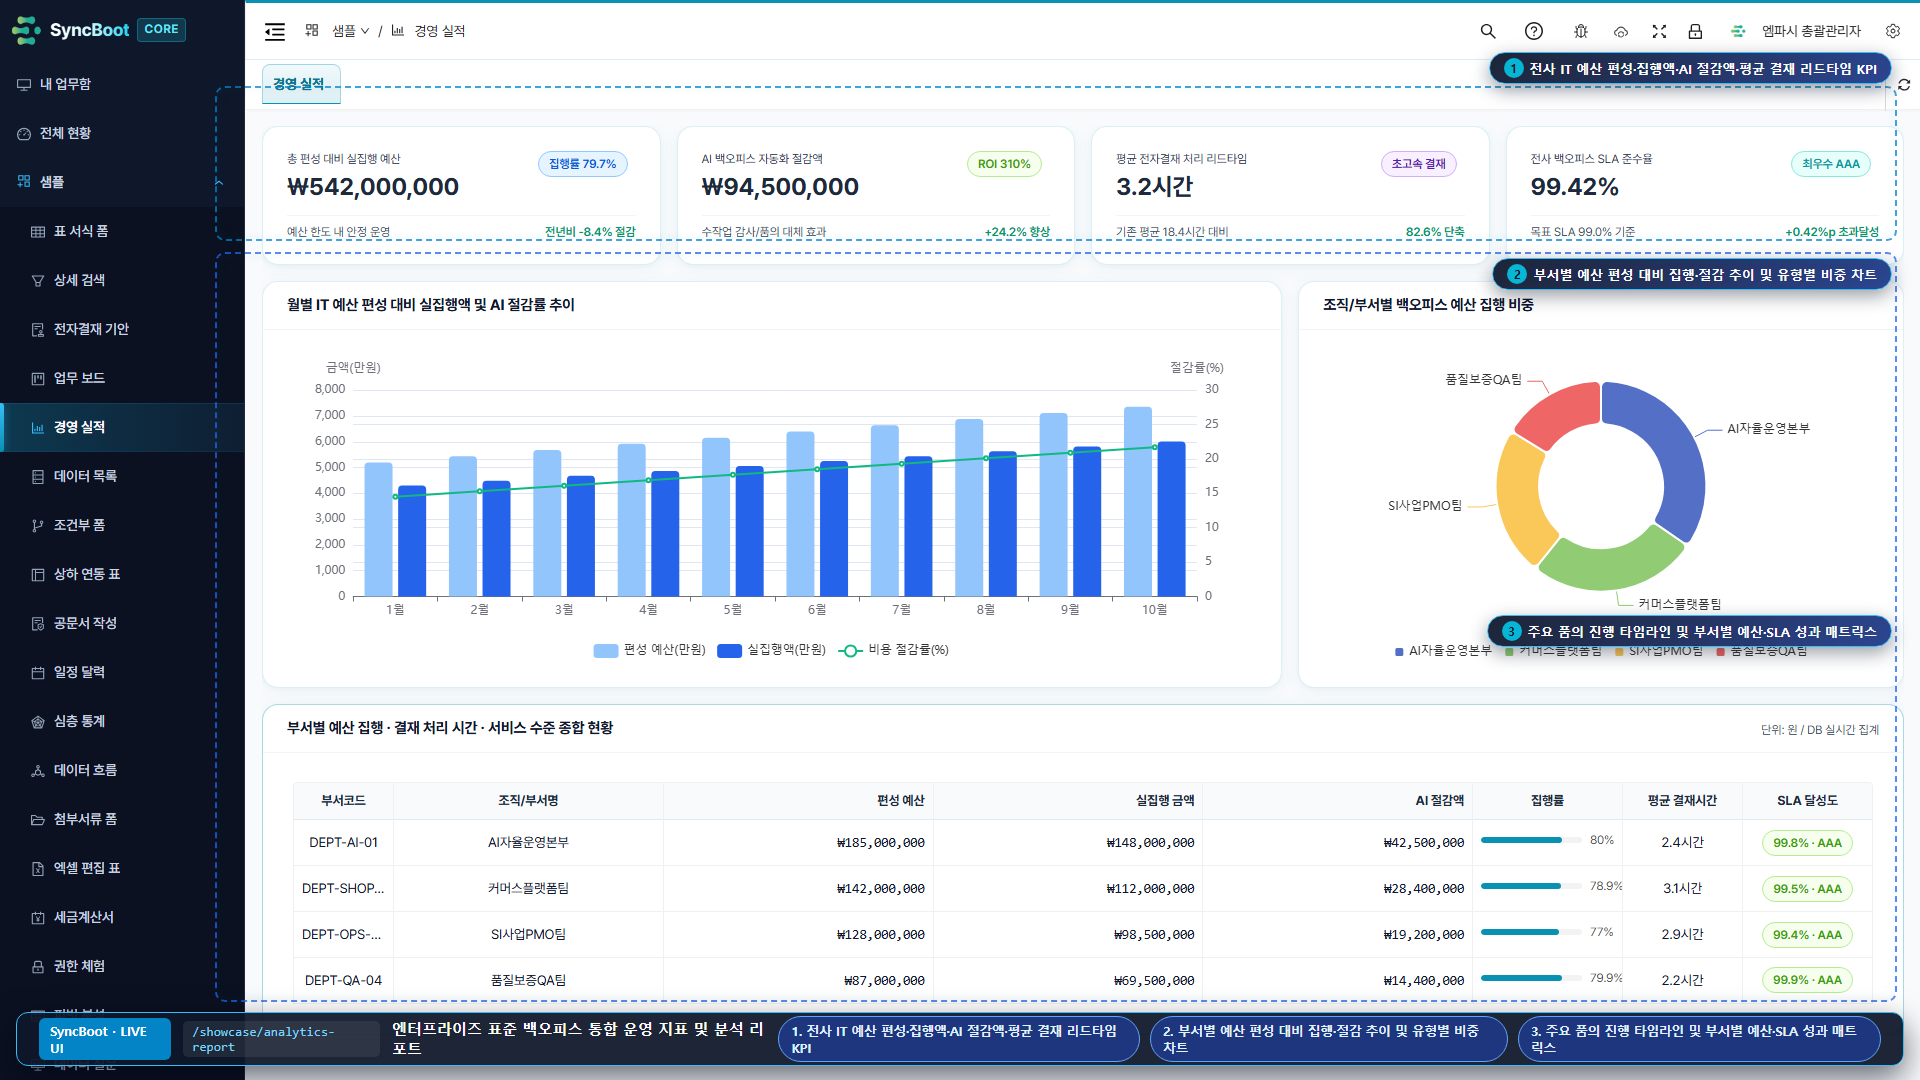 SyncBoot CORE
샘플 / 경영 실적
엠파시 총괄관리자
내 업무함
전체 현황
샘플
표 서식 폼
상세 검색
전자결재 기안
업무 보드
경영 실적
데이터 목록
조건부 폼
상하 연동 표
공문서 작성
일정 달력
심층 통계
데이터 흐름
첨부서류 폼
엑셀 편집 표
세금계산서
권한 체험
경영 실적
1 전사 IT 예산 편성·집행액·AI 절감액·평균 결재 리드타임 KPI
총 편성 대비 실집행 예산
집행률 79.7%
₩542,000,000
예산 한도 내 안정 운영
전년비 -8.4% 절감
AI 백오피스 자동화 절감액
ROI 310%
₩94,500,000
수작업 감사/품의 대체 효과
+24.2% 향상
평균 전자결재 처리 리드타임
초고속 결재
3.2시간
기존 평균 18.4시간 대비
82.6% 단축
전사 백오피스 SLA 준수율
최우수 AAA
99.42%
목표 SLA 99.0% 기준
+0.42%p 초과달성
2 부서별 예산 편성 대비 집행·절감 추이 및 유형별 비중 차트
월별 IT 예산 편성 대비 실집행액 및 AI 절감률 추이
금액(만원)
절감률(%)
8,000
7,000
6,000
5,000
4,000
3,000
2,000
1,000
0
30
25
20
15
10
5
0
1월 2월 3월 4월 5월 6월 7월 8월 9월 10월
편성 예산(만원) 실집행액(만원) 비용 절감률(%)
조직/부서별 백오피스 예산 집행 비중
품질보증QA팀
AI자율운영본부
SI사업PMO팀
커머스플랫폼팀
3 주요 품의 진행 타임라인 및 부서별 예산·SLA 성과 매트릭스
AI자율운영본부 커머스플랫폼팀 SI사업PMO팀 품질보증QA팀
부서별 예산 집행 · 결재 처리 시간 · 서비스 수준 종합 현황
단위: 원 / DB 실시간 집계
부서코드 조직/부서명 편성 예산 실집행 금액 AI 절감액 집행률 평균 결재시간 SLA 달성도
DEPT-AI-01 AI자율운영본부 ₩185,000,000 ₩148,000,000 ₩42,500,000 80% 2.4시간 99.8% · AAA
DEPT-SHOP... 커머스플랫폼팀 ₩142,000,000 ₩112,000,000 ₩28,400,000 78.9% 3.1시간 99.5% · AAA
DEPT-OPS-... SI사업PMO팀 ₩128,000,000 ₩98,500,000 ₩19,200,000 77% 2.9시간 99.4% · AAA
DEPT-QA-04 품질보증QA팀 ₩87,000,000 ₩69,500,000 ₩14,400,000 79.9% 2.2시간 99.9% · AAA
SyncBoot · LIVE
UI
/showcase/analytics-
report
엔터프라이즈 표준 백오피스 통합 운영 지표 및 분석 리
포트
1. 전사 IT 예산 편성·집행액·AI 절감액·평균 결재 리드타임
KPI
2. 부서별 예산 편성 대비 집행·절감 추이 및 유형별 비중
차트
3. 주요 품의 진행 타임라인 및 부서별 예산·SLA 성과 매트
릭스